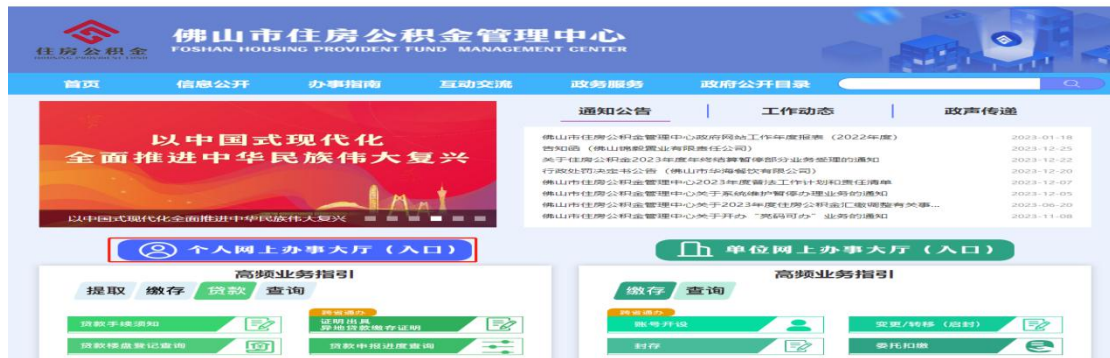 住房公积金
佛山市住房公积金管理中心
FOSHAN HOUSING PROVIDENT FUND MANAGEMENT CENTER
首页 信息公开 办事指南 互动交流 政务服务 政府公开目录
以中国式现代化
全面推进中华民族伟大复兴
以中国式现代化全面推进中华民族伟大复兴
通知公告 工作动态 政声传递
佛山市住房公积金管理中心政府网站工作年度报表（2022年度） 2023-01-18
告知函（佛山锦毅置业有限责任公司） 2023-12-25
关于住房公积金2023年度年终结算暂停部分业务受理的通知 2023-12-22
行政处罚决定书公告（佛山市华海餐饮有限公司） 2023-12-20
佛山市住房公积金管理中心2023年度普法工作计划和责任清单 2023-12-07
佛山市住房公积金管理中心关于系统维护暂停办理业务的通知 2023-12-05
佛山市住房公积金管理中心关于2023年度住房公积金汇缴调整有关事... 2023-06-20
佛山市住房公积金管理中心关于开办“亮码可办”业务的通知 2023-11-08
个人网上办事大厅（入口）
单位网上办事大厅（入口）
高频业务指引
提取 缴存 贷款 查询
贷款手续须知
跨省通办
证明出具
异地贷款缴存证明
贷款楼盘登记查询
贷款申报进度查询
高频业务指引
缴存 查询
跨省通办
账号开设
变更/转移（启封）
封存
委托扣缴